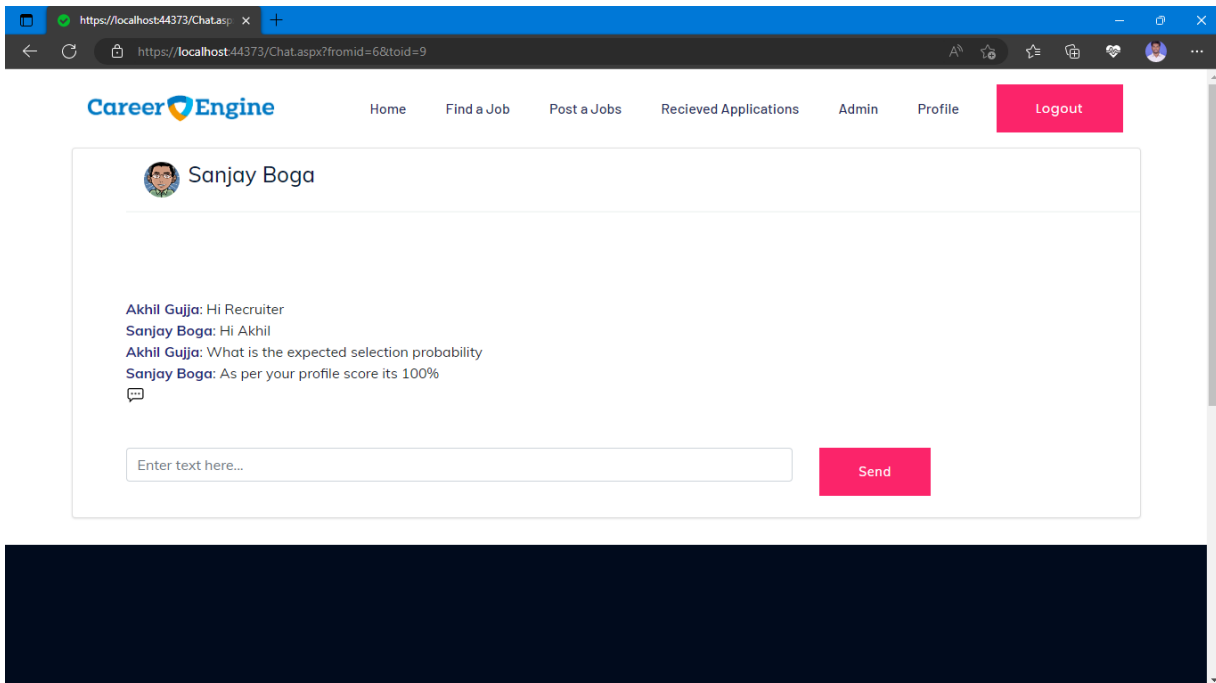 https://localhost:44373/Chat.asp
https://localhost:44373/Chat.aspx?fromid=6&toid=9
Career Engine Home Find a Job Post a Jobs Recieved Applications Admin Profile Logout
Sanjay Boga
Akhil Gujja: Hi Recruiter
Sanjay Boga: Hi Akhil
Akhil Gujja: What is the expected selection probability
Sanjay Boga: As per your profile score its 100%
Enter text here... Send